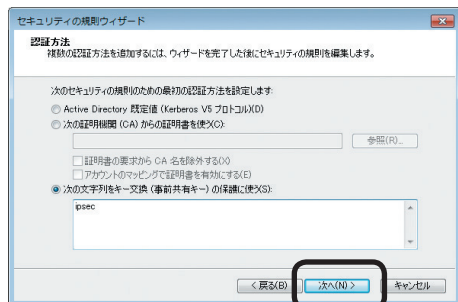 セキュリティの規則ウィザード
認証方法
複数の認証方法を追加するには、ウィザードを完了した後にセキュリティの規則を編集します。
次のセキュリティの規則のための最初の認証方法を設定します:
Active Directory 既定値 (Kerberos V5 プロトコル)(D)
次の証明機関 (CA) からの証明書を使う(C):
参照(R)...
証明書の要求から CA 名を除外する(X)
アカウントのマッピングで証明書を有効にする(E)
次の文字列をキー交換 (事前共有キー) の保護に使う(S):
ipsec
< 戻る(B) 次へ(N) > キャンセル